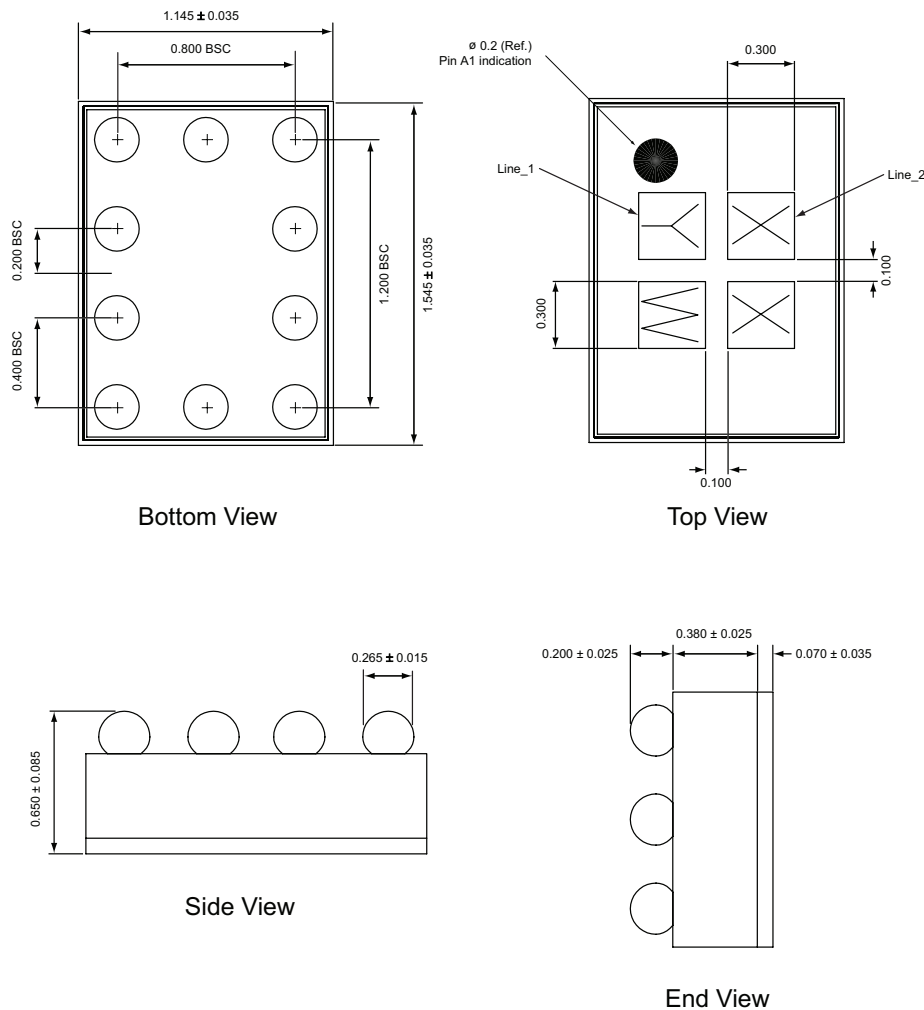 1.145 ± 0.035
0.800 BSC
0.200 BSC
0.400 BSC
1.200 BSC
1.545 ± 0.035
Bottom View
ø 0.2 (Ref.)
Pin A1 indication
0.300
Line_1
Line_2
Y X
W X
0.300
0.100
0.100
Top View
0.265 ± 0.015
0.650 ± 0.085
Side View
0.380 ± 0.025
0.200 ± 0.025
0.070 ± 0.035
End View